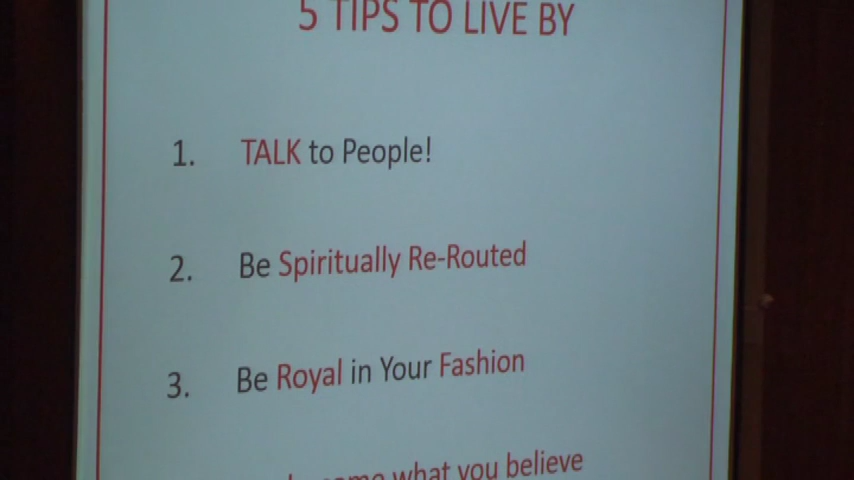 5 TIPS TO LIVE BY
1. TALK to People!
2. Be Spiritually Re-Routed
3. Be Royal in Your Fashion
what you believe